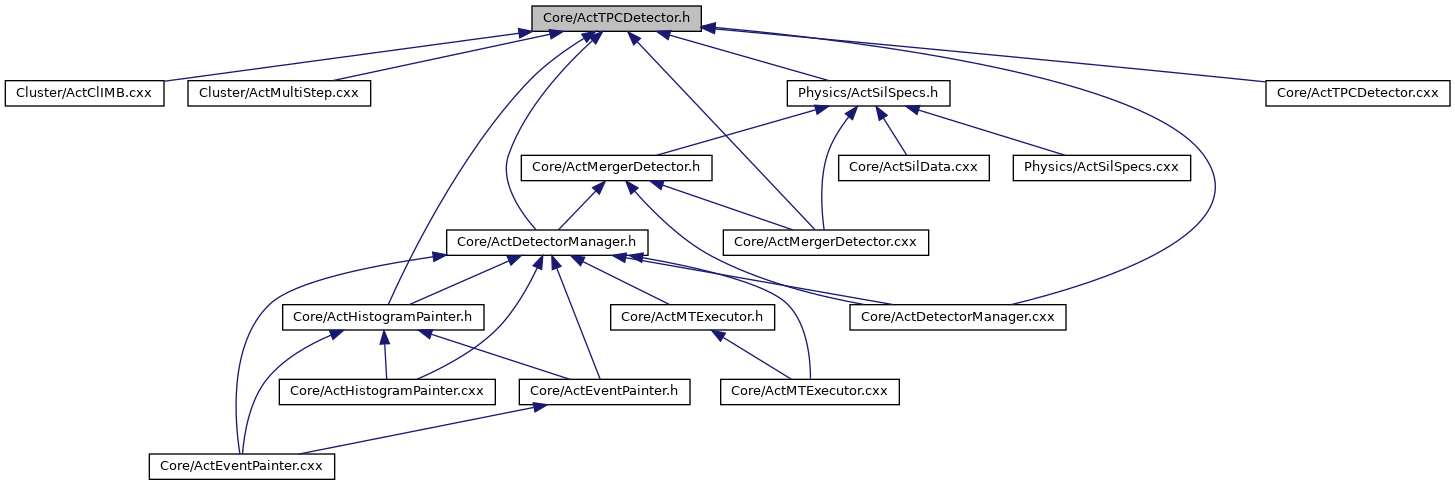 Core/ActTPCDetector.h
Cluster/ActClIMB.cxx
Cluster/ActMultiStep.cxx
Physics/ActSilSpecs.h
Core/ActTPCDetector.cxx
Core/ActMergerDetector.h
Core/ActSilData.cxx
Physics/ActSilSpecs.cxx
Core/ActDetectorManager.h
Core/ActMergerDetector.cxx
Core/ActHistogramPainter.h
Core/ActMTExecutor.h
Core/ActDetectorManager.cxx
Core/ActHistogramPainter.cxx
Core/ActEventPainter.h
Core/ActMTExecutor.cxx
Core/ActEventPainter.cxx